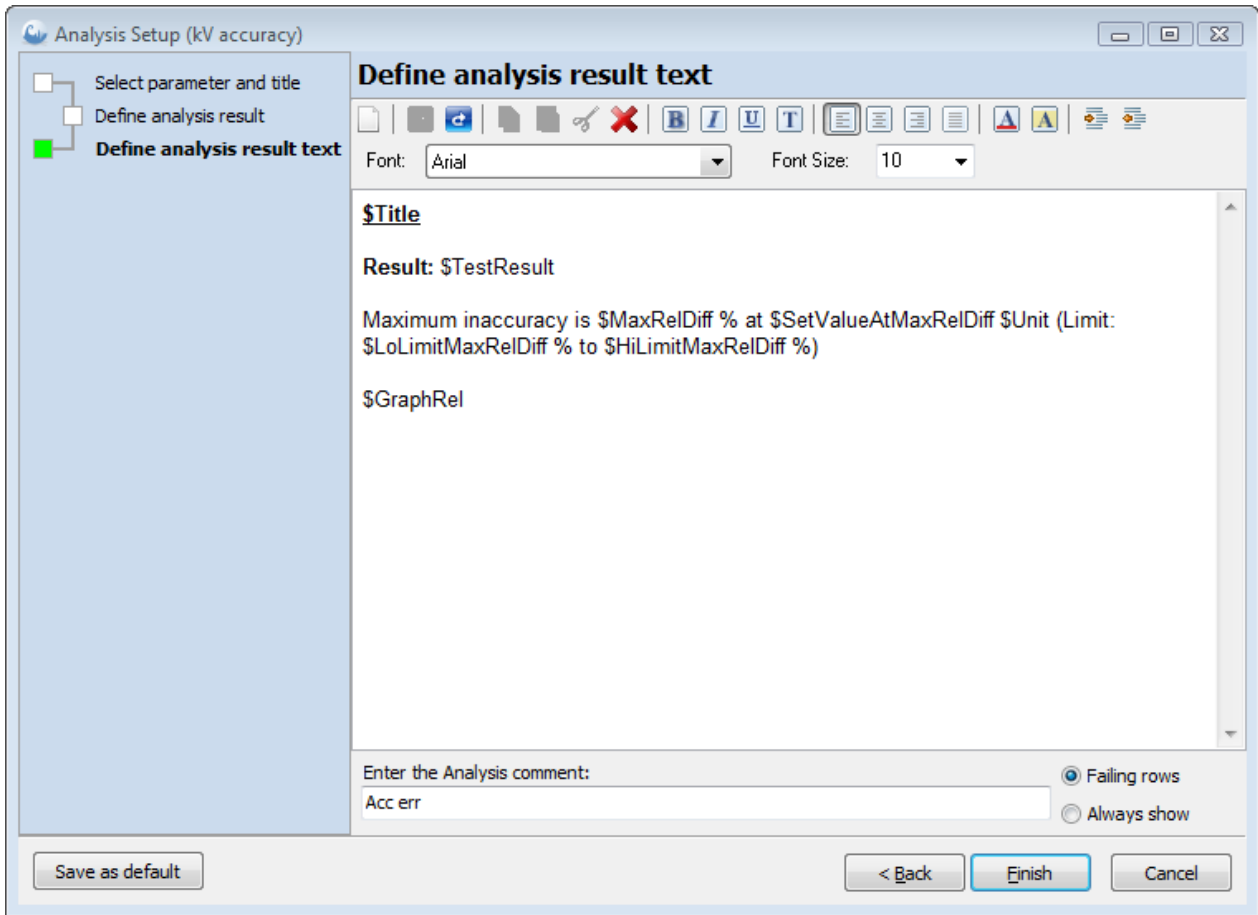 Analysis Setup (kV accuracy)
Select parameter and title
Define analysis result
Define analysis result text
Define analysis result text
B I U T A A
Font: Arial Font Size: 10
$Title
Result: $TestResult
Maximum inaccuracy is $MaxRelDiff % at $SetValueAtMaxRelDiff $Unit (Limit:
$LoLimitMaxRelDiff % to $HiLimitMaxRelDiff %)
$GraphRel
Enter the Analysis comment:
Acc err
Failing rows
Always show
Save as default
< Back
Finish
Cancel